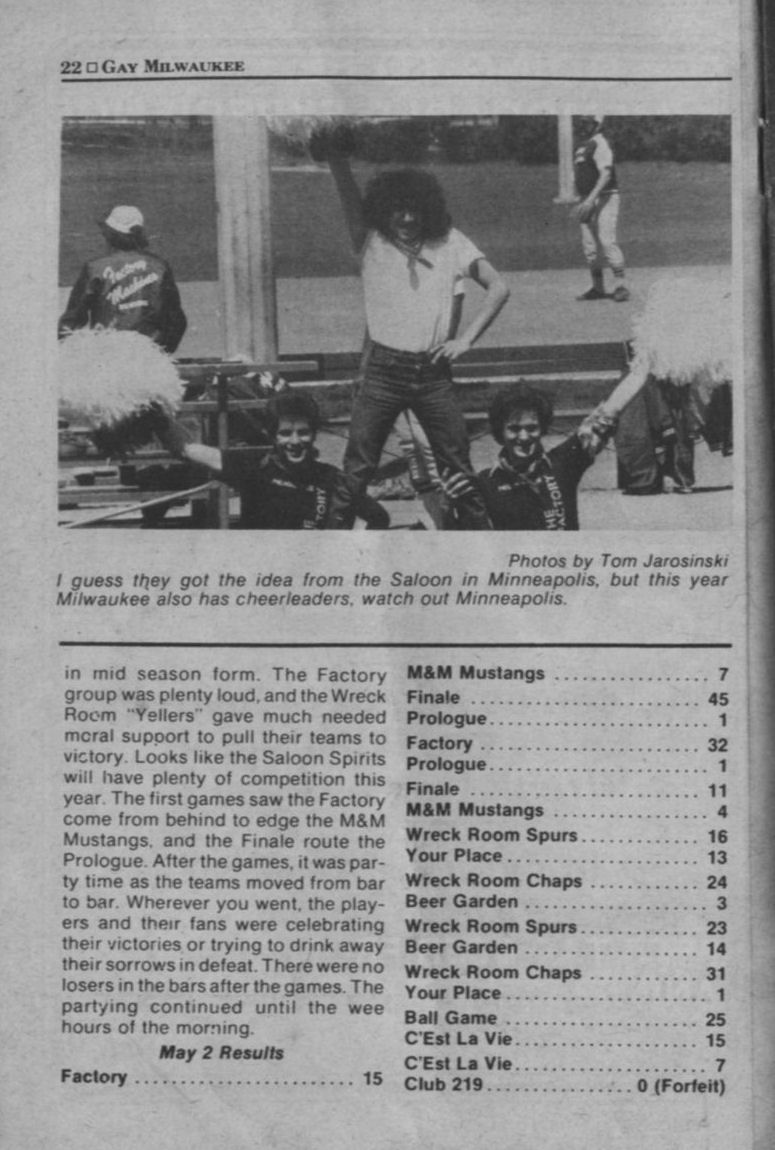 22 □ GAY MILWAUKEE
Factory
Machine
THE
FACTORY
Photos by Tom Jarosinski
I guess they got the idea from the Saloon in Minneapolis, but this year
Milwaukee also has cheerleaders, watch out Minneapolis.
in mid season form. The Factory
group was plenty loud, and the Wreck
Room "Yellers" gave much needed
moral support to pull their teams to
victory. Looks like the Saloon Spirits
will have plenty of competition this
year. The first games saw the Factory
come from behind to edge the M&M
Mustangs, and the Finale route the
Prologue. After the games, it was par-
ty time as the teams moved from bar
to bar. Wherever you went, the play-
ers and their fans were celebrating
their victories or trying to drink away
their sorrows in defeat. There were no
losers in the bars after the games. The
partying continued until the wee
hours of the morning.
May 2 Results
Factory ........................ 15
M&M Mustangs ................. 7
Finale ......................... 45
Prologue....................... 1
Factory ........................ 32
Prologue....................... 1
Finale ......................... 11
M&M Mustangs ................. 4
Wreck Room Spurs............. 16
Your Place ..................... 13
Wreck Room Chaps ............ 24
Beer Garden ................... 3
Wreck Room Spurs............. 23
Beer Garden ................... 14
Wreck Room Chaps ............ 31
Your Place ..................... 1
Ball Game ..................... 25
C'Est La Vie.................... 15
C'Est La Vie..................... 7
Club 219................ 0 (Forfeit)